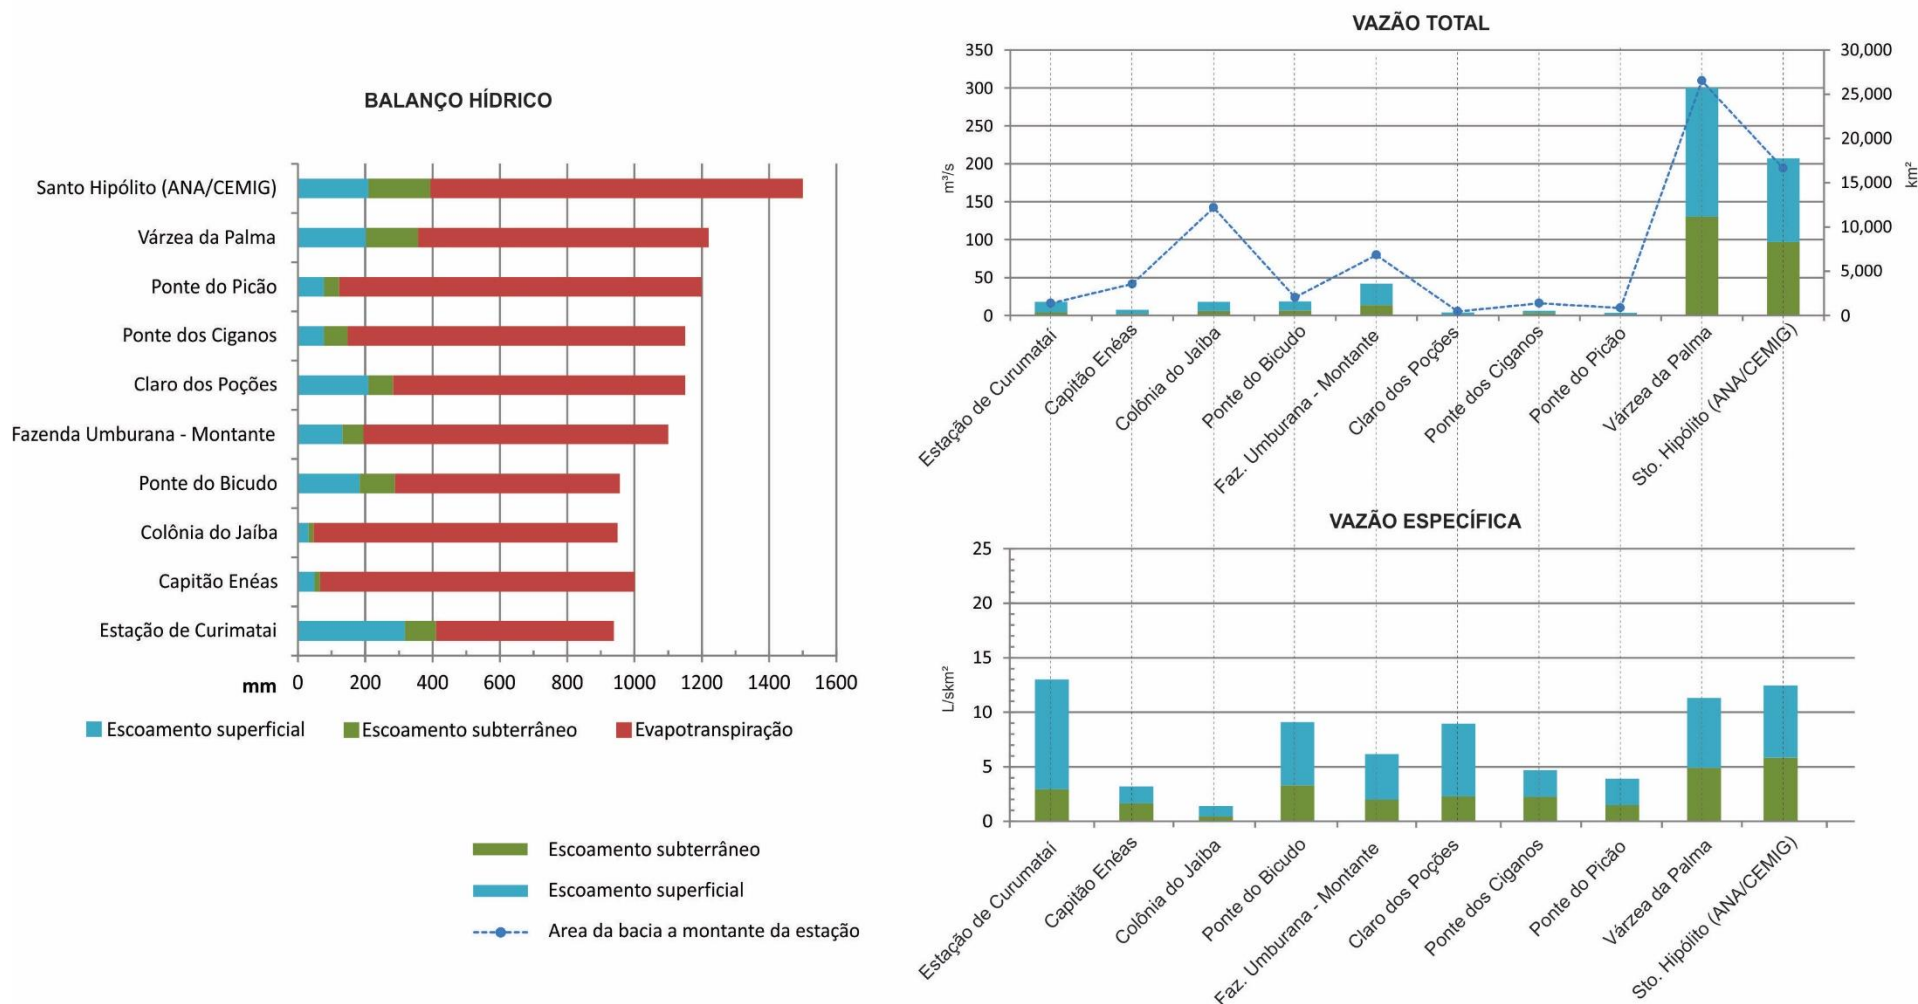 BALANÇO HÍDRICO
Santo Hipólito (ANA/CEMIG)
Várzea da Palma
Ponte do Picão
Ponte dos Ciganos
Claro dos Poções
Fazenda Umburana - Montante
Ponte do Bicudo
Colônia do Jaíba
Capitão Enéas
Estação de Curimatai
mm 0 200 400 600 800 1000 1200 1400 1600
Escoamento superficial Escoamento subterrâneo Evapotranspiração
Escoamento subterrâneo
Escoamento superficial
Area da bacia a montante da estação
VAZÃO TOTAL
350 30,000
300 25,000
250 20,000
200 15,000
150 10,000
100 5,000
50 0
0
m³/s
km²
Estação de Curumatai
Capitão Enéas
Colônia do Jaíba
Ponte do Bicudo
Faz. Umburana - Montante
Claro dos Poções
Ponte dos Ciganos
Ponte do Picão
Várzea da Palma
Sto. Hipólito (ANA/CEMIG)
VAZÃO ESPECÍFICA
25
20
15
10
5
0
L/skm²
Estação de Curumatai
Capitão Enéas
Colônia do Jaíba
Ponte do Bicudo
Faz. Umburana - Montante
Claro dos Poções
Ponte dos Ciganos
Ponte do Picão
Várzea da Palma
Sto. Hipólito (ANA/CEMIG)